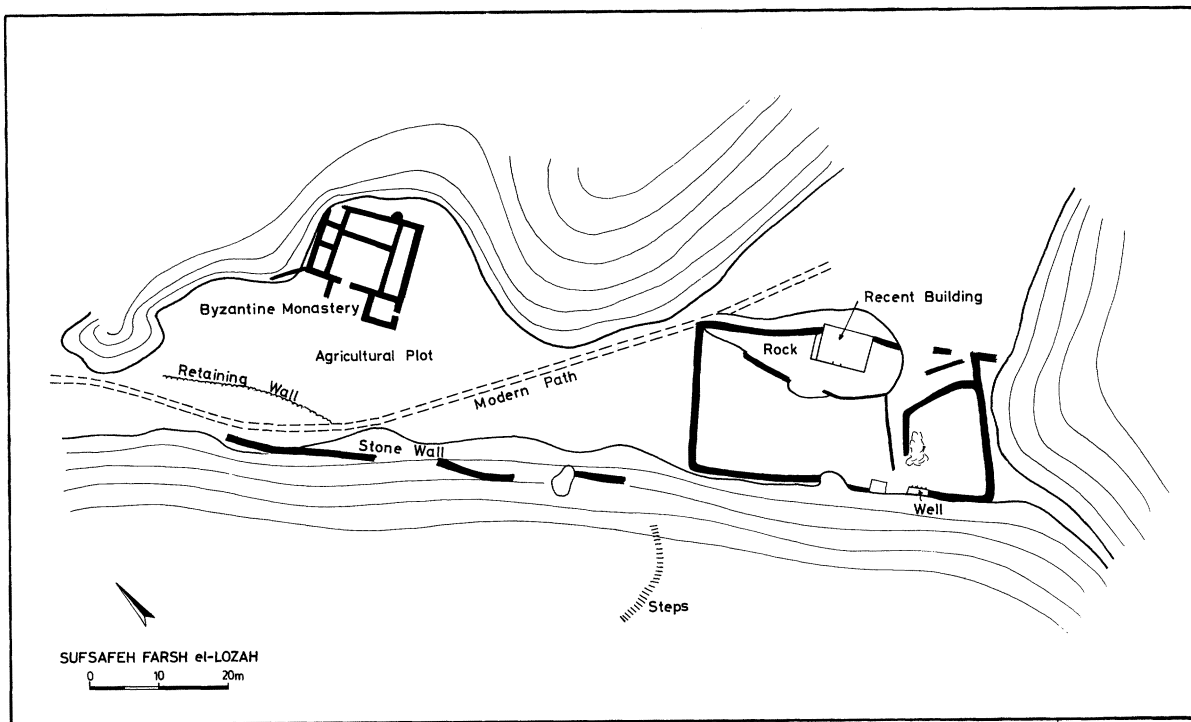 Recent Building
Byzantine Monastery
Rock
Agricultural Plot
Retaining Wall
Modern Path
Stone Wall
Well
Steps
SUFSAFEH FARSH el-LOZAH
0 10 20m